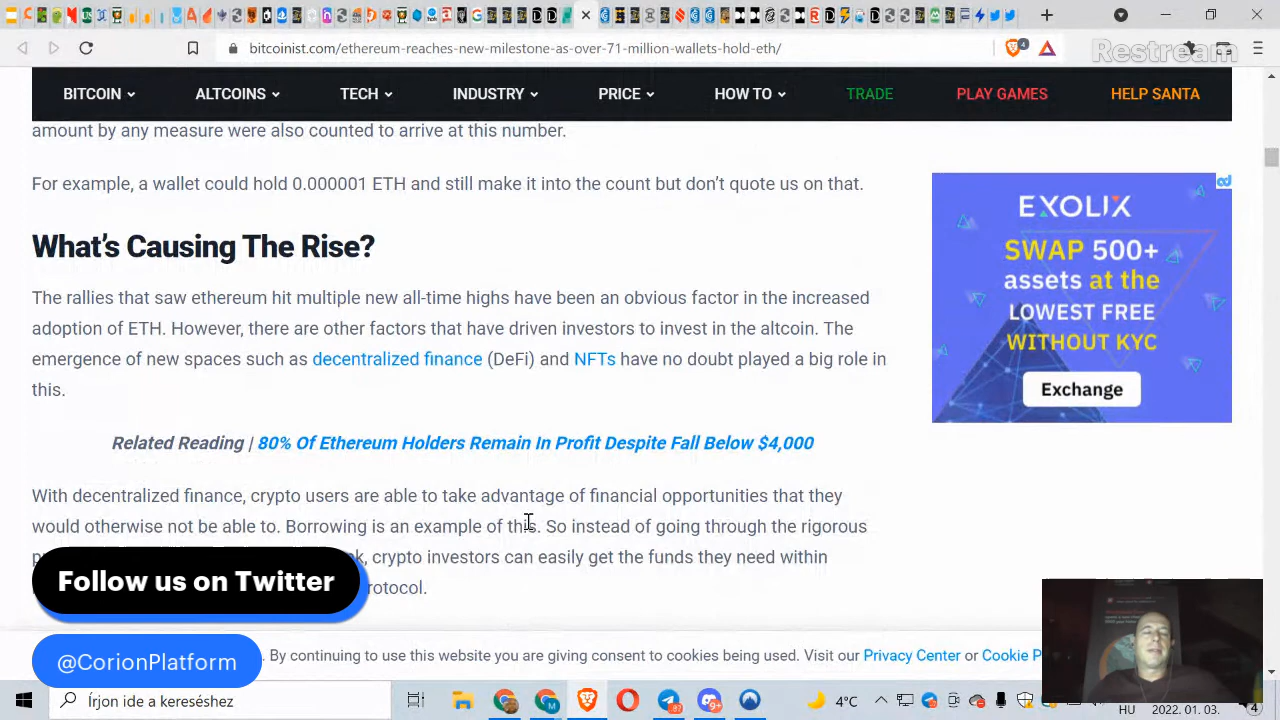 bitcoinist.com/ethereum-reaches-new-milestone-as-over-71-million-wallets-hold-eth/
4
Restream
BITCOIN ALTCOINS TECH INDUSTRY PRICE HOW TO TRADE PLAY GAMES HELP SANTA
amount by any measure were also counted to arrive at this number.
For example, a wallet could hold 0.000001 ETH and still make it into the count but don’t quote us on that.
What’s Causing The Rise?
The rallies that saw ethereum hit multiple new all-time highs have been an obvious factor in the increased
adoption of ETH. However, there are other factors that have driven investors to invest in the altcoin. The
emergence of new spaces such as decentralized finance (DeFi) and NFTs have no doubt played a big role in
this.
Related Reading | 80% Of Ethereum Holders Remain In Profit Despite Fall Below $4,000
With decentralized finance, crypto users are able to take advantage of financial opportunities that they
would otherwise not be able to. Borrowing is an example of this. So instead of going through the rigorous
crypto investors can easily get the funds they need within
EXOLIX
SWAP 500+
assets at the
LOWEST FREE
WITHOUT KYC
Exchange
Follow us on Twitter
@CorionPlatform
. By continuing to use this website you are giving consent to cookies being used. Visit our Privacy Center or Cookie
Írjon ide a kereséshez
4°C
HU
2022. 01. 03.